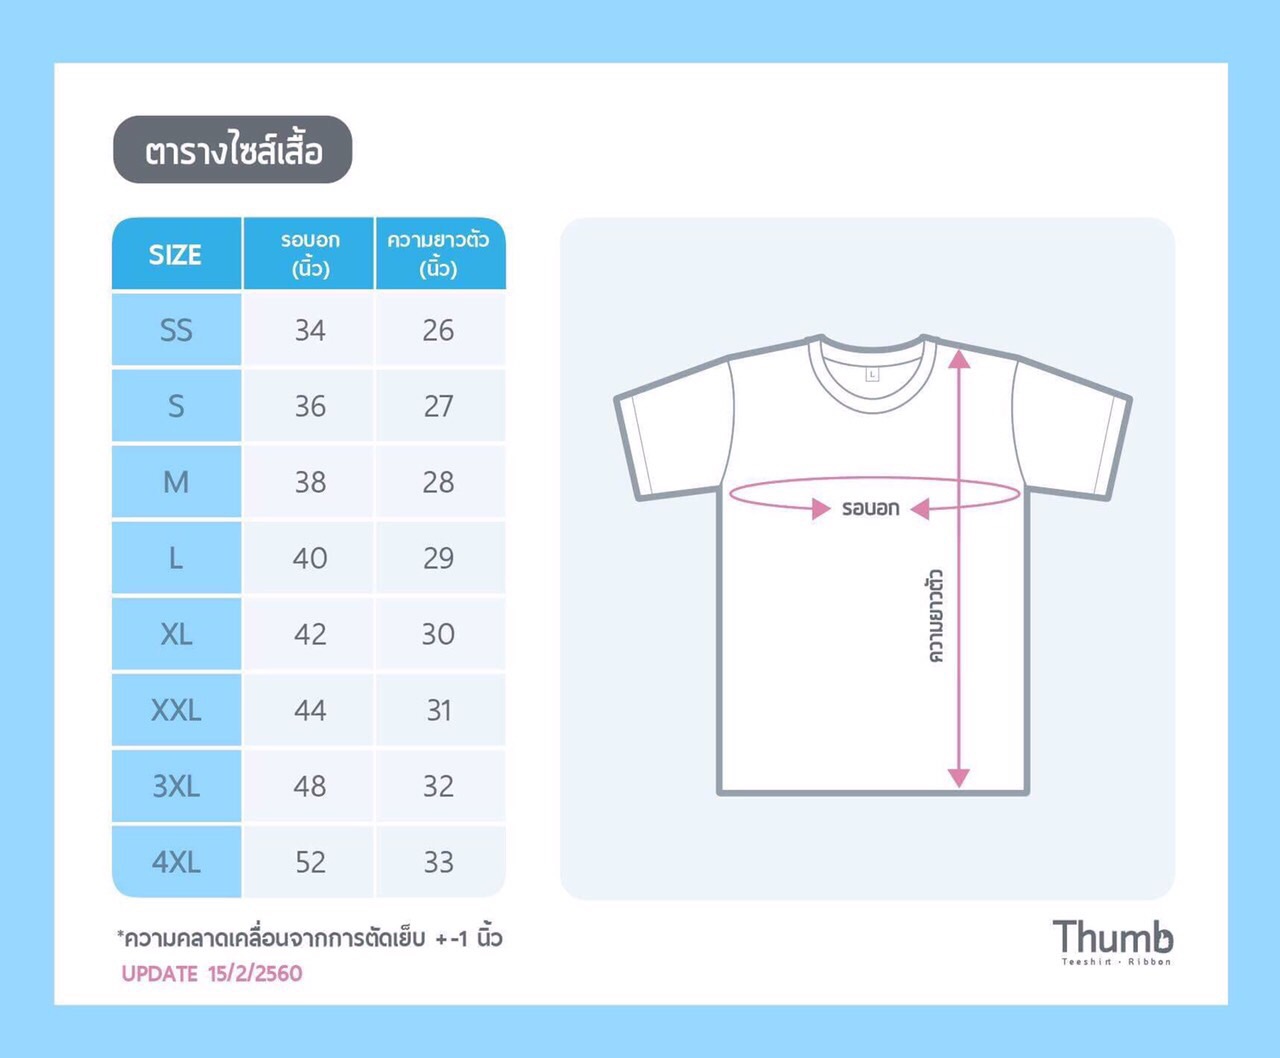 ตารางไซส์เสื้อ
SIZE รอบอก (นิ้ว) ความยาวตัว (นิ้ว)
SS 34 26
S 36 27
M 38 28
L 40 29
XL 42 30
XXL 44 31
3XL 48 32
4XL 52 33
*ความคลาดเคลื่อนจากการตัดเย็บ +-1 นิ้ว
UPDATE 15/2/2560
L
รอบอก
ความยาวตัว
Thumb
Teeshirt · Ribbon